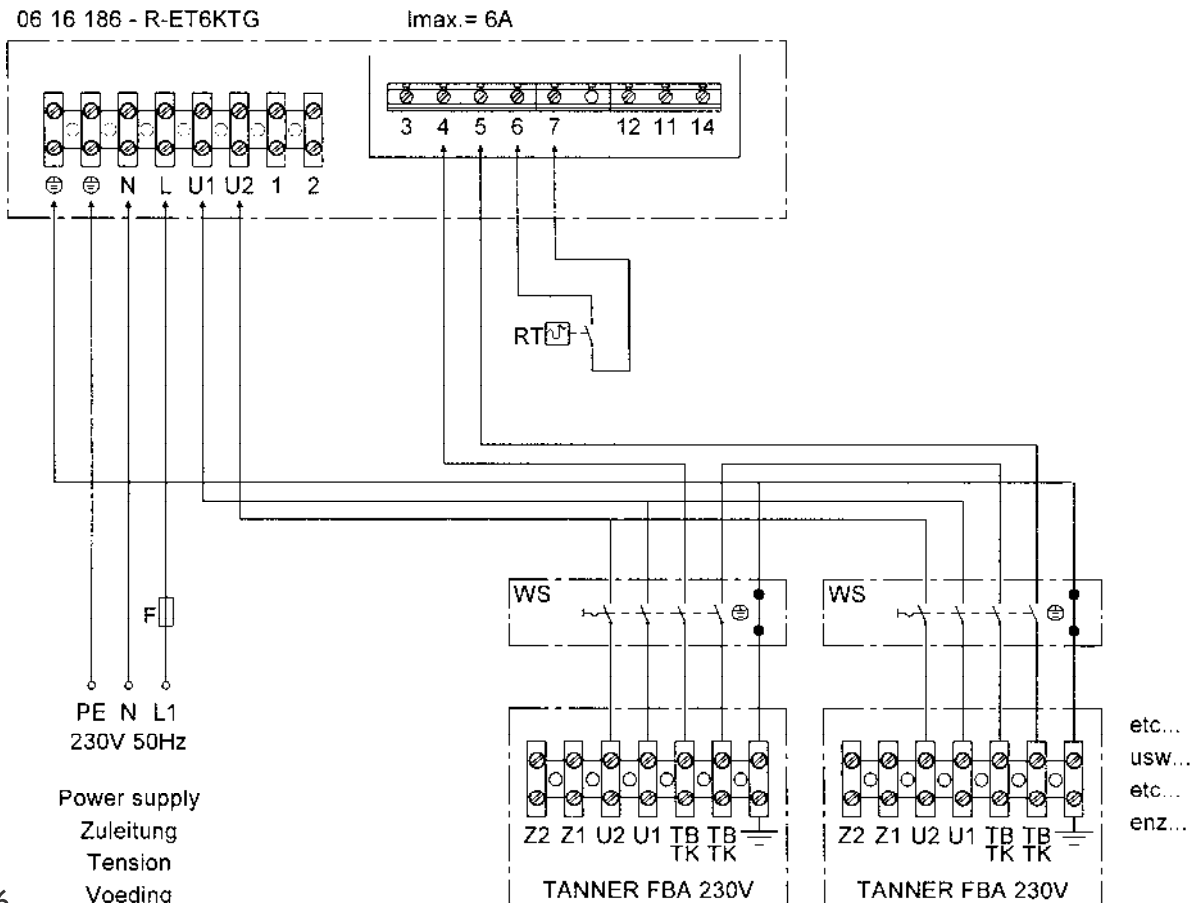 06 16 186 - R-ET6KTG Imax.= 6A
3 4 5 6 7 12 11 14
N L U1 U2 1 2
RT
WS WS
F
PE N L1
230V 50Hz
Power supply
Zuleitung
Tension
Voeding
Z2 Z1 U2 U1 TB TB
TK TK
TANNER FBA 230V
Z2 Z1 U2 U1 TB TB
TK TK
TANNER FBA 230V
etc...
usw...
etc...
enz...